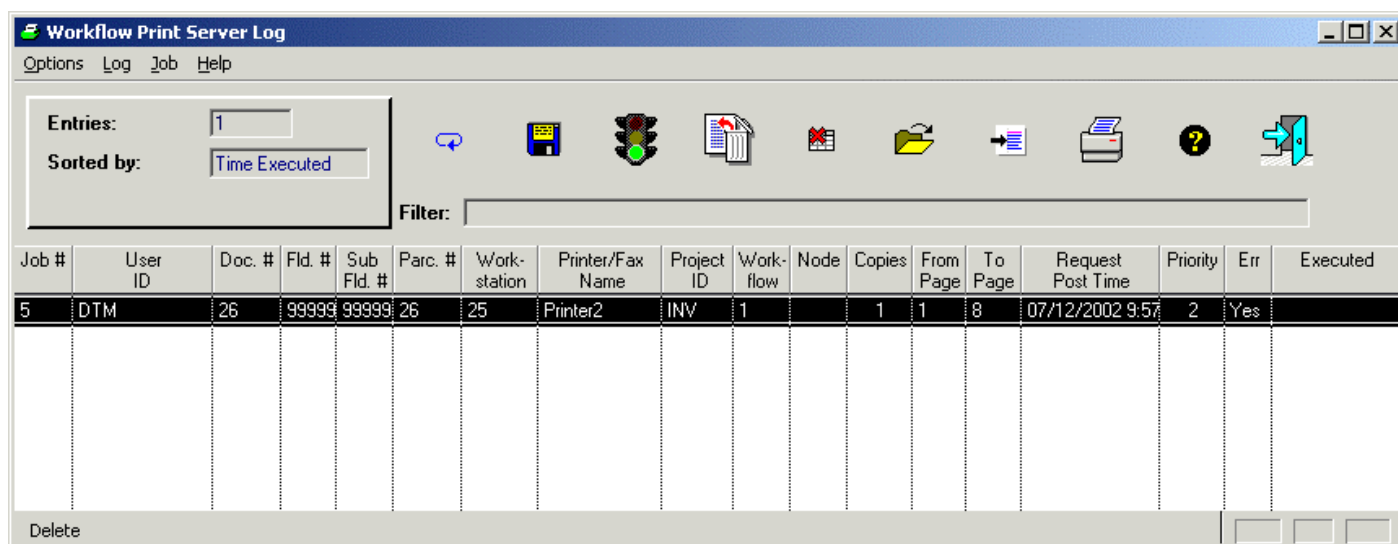 Workflow Print Server Log
Options Log Job Help
Entries: 1
Sorted by: Time Executed
Filter:
Job # User ID Doc. # Fld. # Sub Fld. # Parc. # Work-station Printer/Fax Name Project ID Work-flow Node Copies From Page To Page Request Post Time Priority Err Executed
5 DTM 26 99999 99999 26 25 Printer2 INV 1 1 1 8 07/12/2002 9:57 2 Yes
Delete